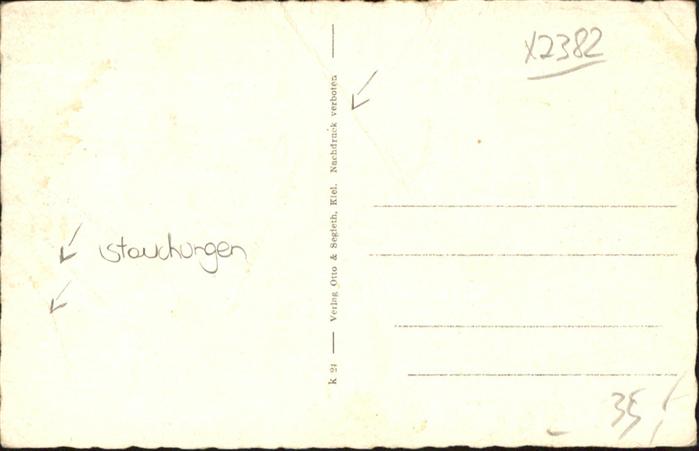 X2382
Stauchungen
k 21 — Verlag Otto & Segieth, Kiel. Nachdruck verboten —
35,-